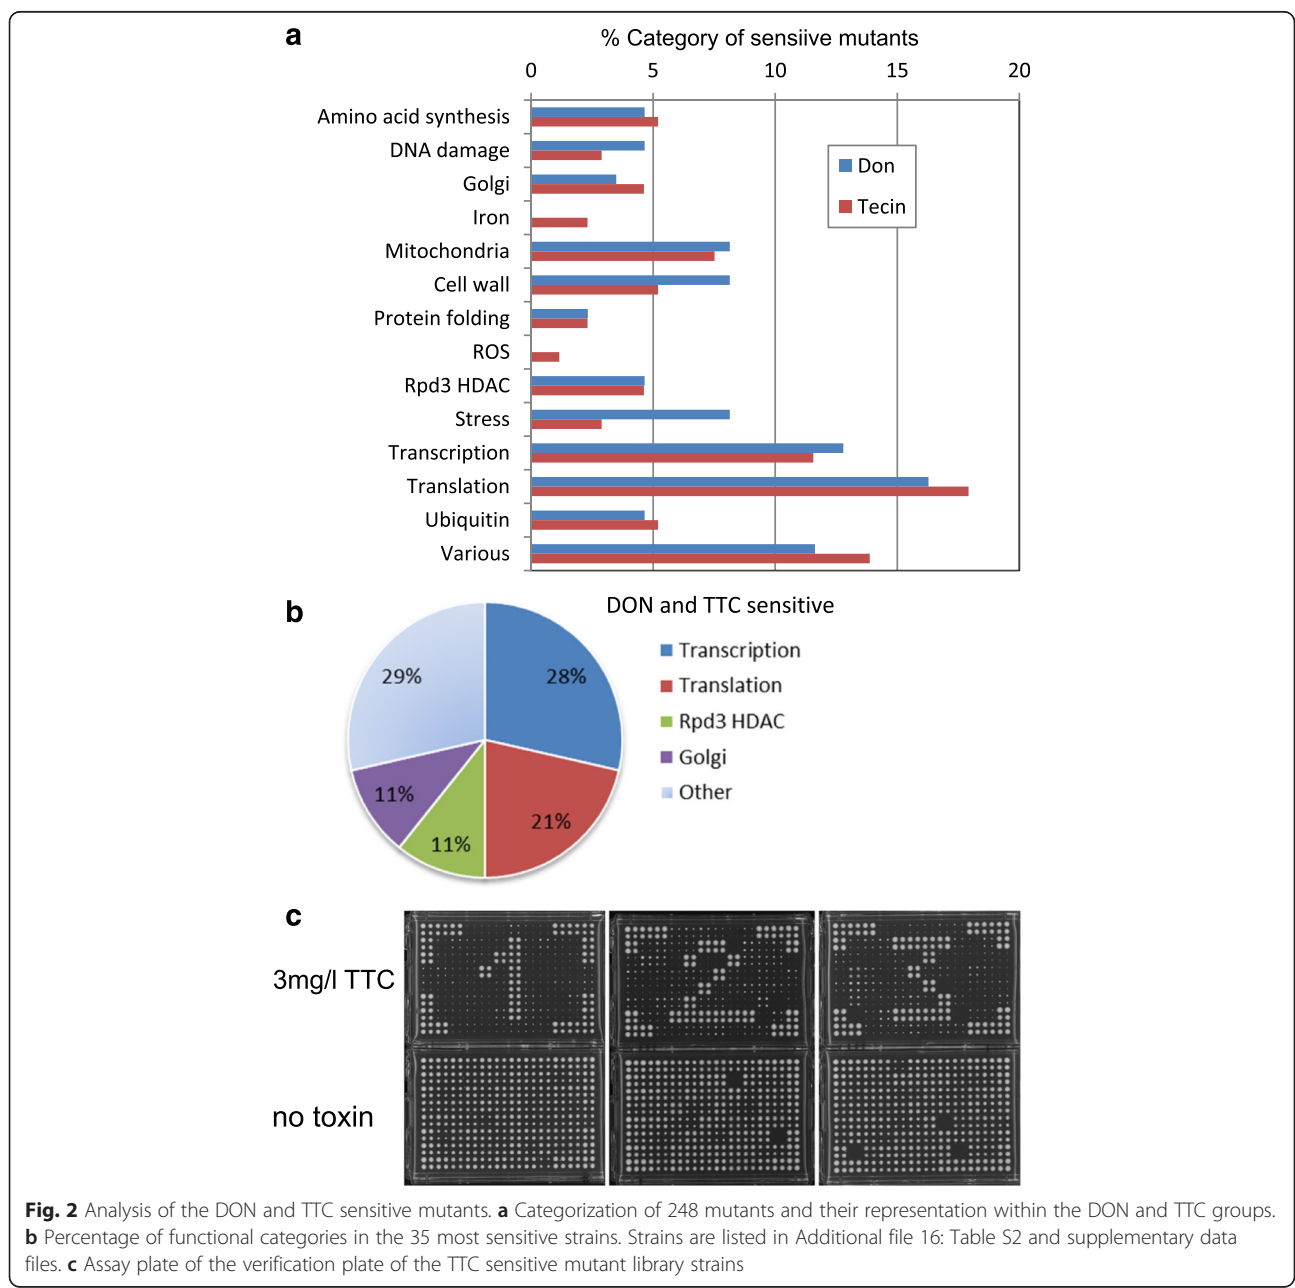 a
% Category of sensiive mutants
0 5 10 15 20
Amino acid synthesis
DNA damage
Golgi
Iron
Mitochondria
Cell wall
Protein folding
ROS
Rpd3 HDAC
Stress
Transcription
Translation
Ubiquitin
Various
Don
Tecin
b
DON and TTC sensitive
29%
28%
11%
11%
21%
Transcription
Translation
Rpd3 HDAC
Golgi
Other
c
3mg/l TTC
1 2 3
no toxin
Fig. 2 Analysis of the DON and TTC sensitive mutants. a Categorization of 248 mutants and their representation within the DON and TTC groups.
b Percentage of functional categories in the 35 most sensitive strains. Strains are listed in Additional file 16: Table S2 and supplementary data
files. c Assay plate of the verification plate of the TTC sensitive mutant library strains